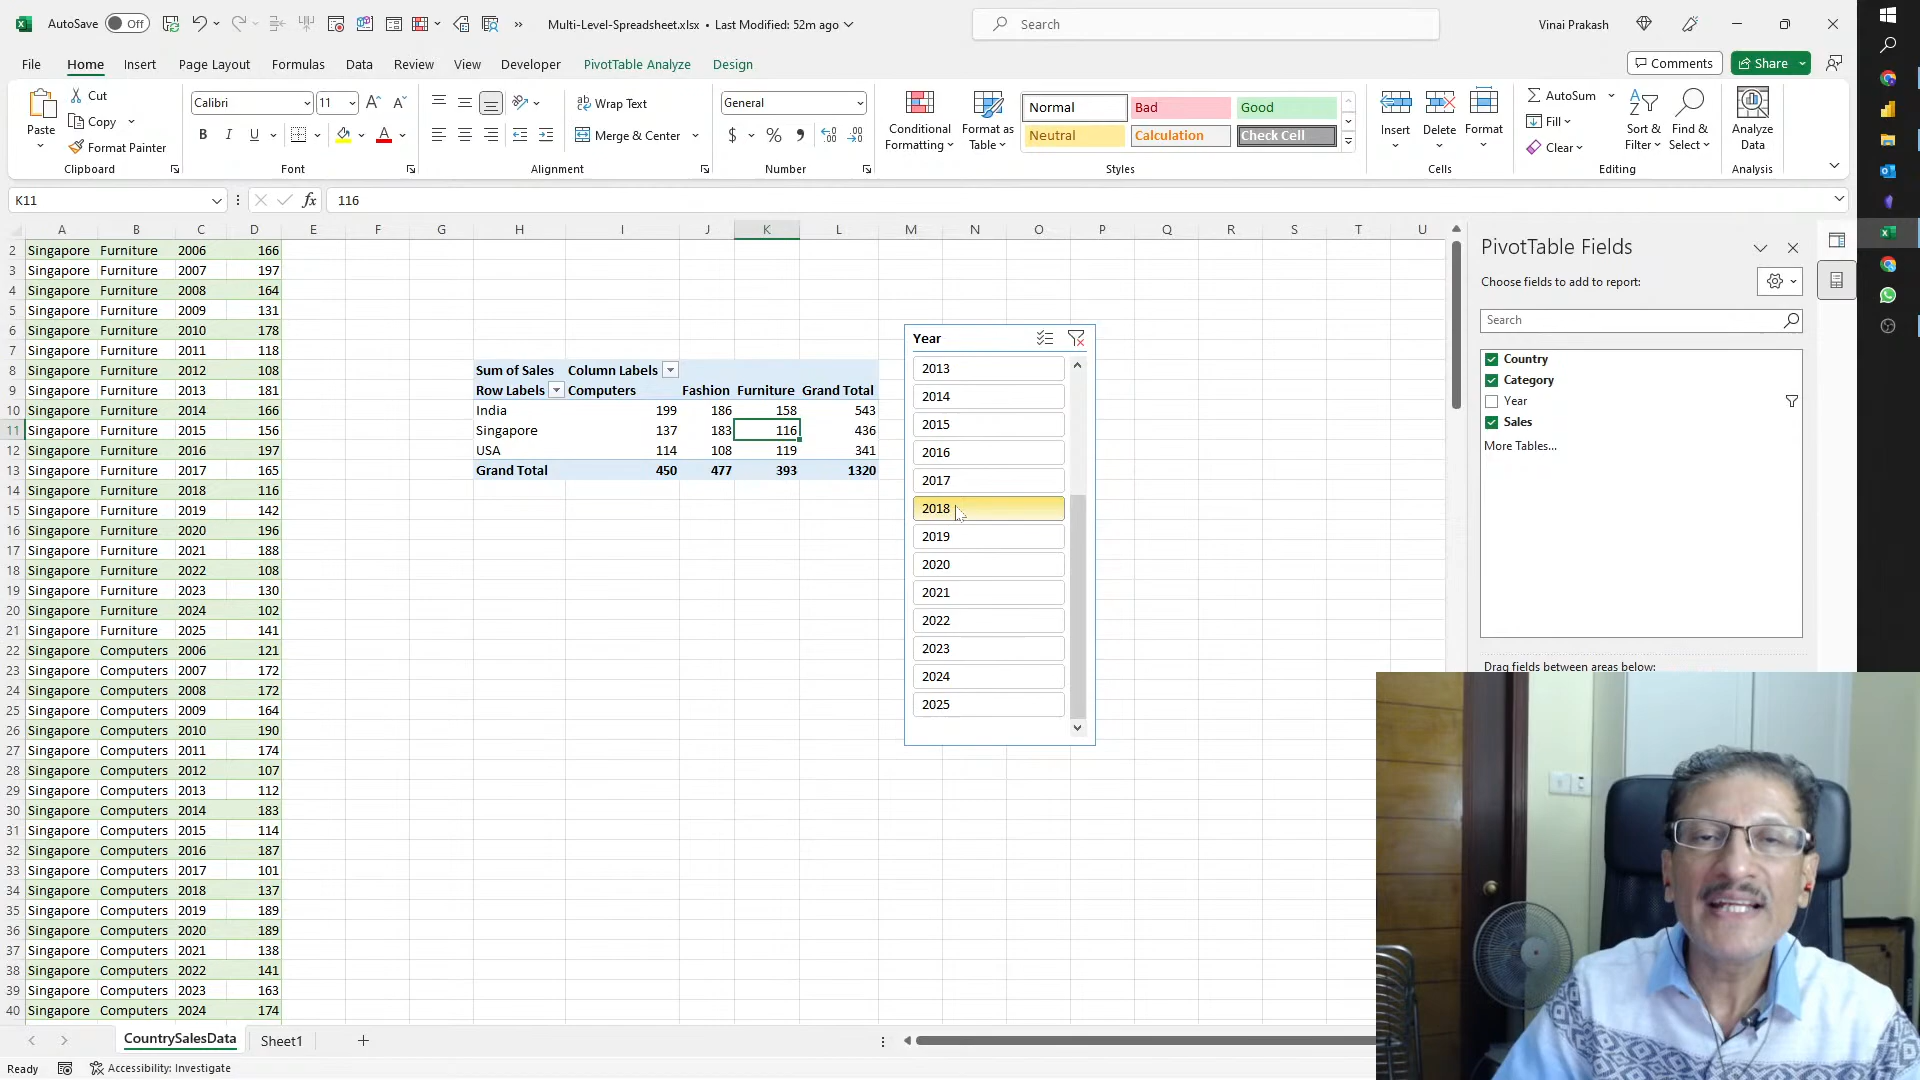 AutoSave Off Multi-Level-Spreadsheet.xlsx • Last Modified: 52m ago Search Vinai Prakash
File Home Insert Page Layout Formulas Data Review View Developer PivotTable Analyze Design Comments Share
Paste Cut Copy Format Painter Clipboard
Calibri 11 B I U A A A Font
Wrap Text Merge & Center Alignment
General $ % , Number
Conditional Formatting Format as Table Normal Bad Good Neutral Calculation Check Cell Styles
Insert Delete Format Cells
AutoSum Fill Clear Sort & Filter Find & Select Editing
Analyze Data Analysis
K11 fx 116
A B C D E F G H I J K L M N O P Q R S T U
2 Singapore Furniture 2006 166
3 Singapore Furniture 2007 197
4 Singapore Furniture 2008 164
5 Singapore Furniture 2009 131
6 Singapore Furniture 2010 178
7 Singapore Furniture 2011 118
8 Singapore Furniture 2012 108
9 Singapore Furniture 2013 181
10 Singapore Furniture 2014 166
11 Singapore Furniture 2015 156
12 Singapore Furniture 2016 197
13 Singapore Furniture 2017 165
14 Singapore Furniture 2018 116
15 Singapore Furniture 2019 142
16 Singapore Furniture 2020 196
17 Singapore Furniture 2021 188
18 Singapore Furniture 2022 108
19 Singapore Furniture 2023 130
20 Singapore Furniture 2024 102
21 Singapore Furniture 2025 141
22 Singapore Computers 2006 121
23 Singapore Computers 2007 172
24 Singapore Computers 2008 172
25 Singapore Computers 2009 164
26 Singapore Computers 2010 190
27 Singapore Computers 2011 174
28 Singapore Computers 2012 107
29 Singapore Computers 2013 112
30 Singapore Computers 2014 183
31 Singapore Computers 2015 114
32 Singapore Computers 2016 187
33 Singapore Computers 2017 101
34 Singapore Computers 2018 137
35 Singapore Computers 2019 189
36 Singapore Computers 2020 189
37 Singapore Computers 2021 138
38 Singapore Computers 2022 141
39 Singapore Computers 2023 163
40 Singapore Computers 2024 174
Sum of Sales Column Labels
Row Labels Computers Fashion Furniture Grand Total
India 199 186 158 543
Singapore 137 183 116 436
USA 114 108 119 341
Grand Total 450 477 393 1320
Year
2013
2014
2015
2016
2017
2018
2019
2020
2021
2022
2023
2024
2025
PivotTable Fields
Choose fields to add to report:
Search
Country
Category
Year
Sales
More Tables...
Drag fields between areas below:
CountrySalesData Sheet1
Ready Accessibility: Investigate